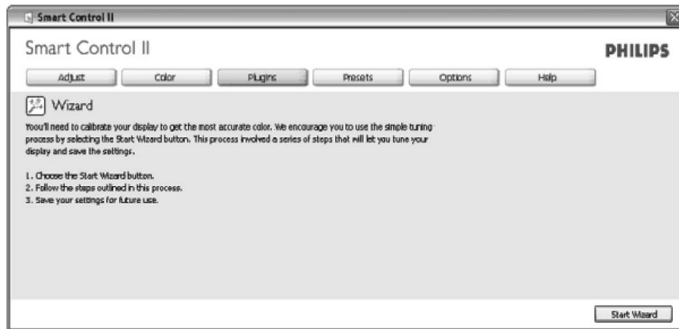 Smart Control II
Smart Control II
PHILIPS
Adjust Color Plugins Presets Options Help
Wizard
You'll need to calibrate your display to get the most accurate color. We encourage you to use the simple tuning
process by selecting the Start Wizard button. This process involved a series of steps that will let you tune your
display and save the settings.
1. Choose the Start Wizard button.
2. Follow the steps outlined in this process.
3. Save your settings for future use.
Start Wizard